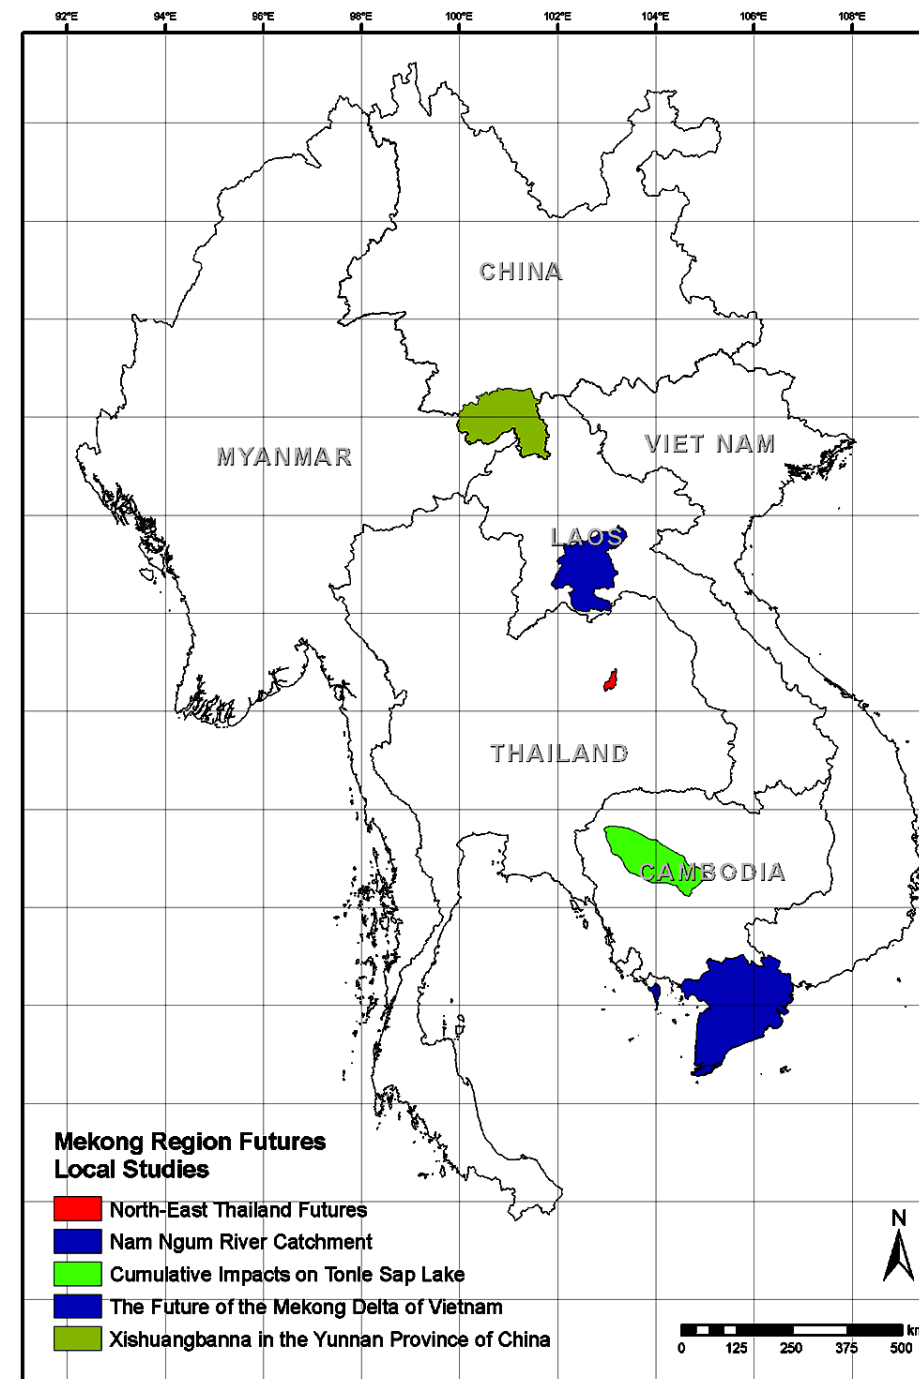 92°E 94°E 96°E 98°E 100°E 102°E 104°E 106°E 108°E
CHINA
MYANMAR
VIET NAM
LAOS
THAILAND
CAMBODIA
Mekong Region Futures
Local Studies
North-East Thailand Futures
Nam Ngum River Catchment
Cumulative Impacts on Tonle Sap Lake
The Future of the Mekong Delta of Vietnam
Xishuangbanna in the Yunnan Province of China
N
km
0 125 250 375 500